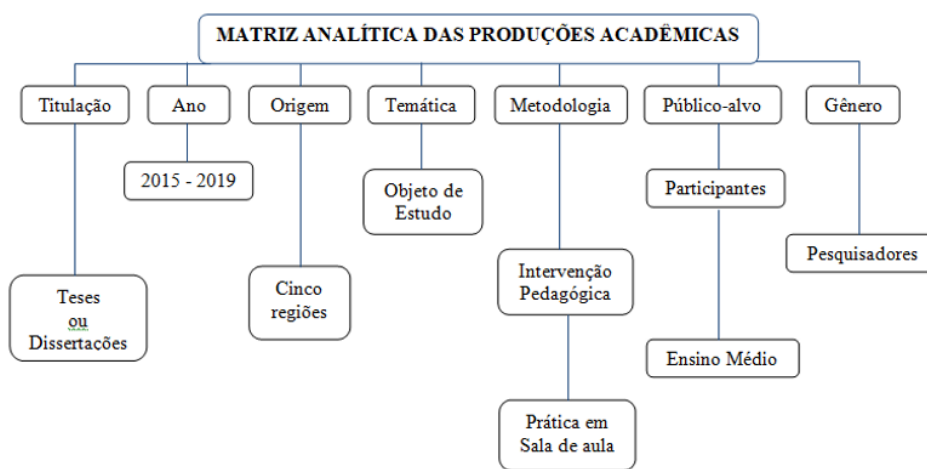 MATRIZ ANALÍTICA DAS PRODUÇÕES ACADÊMICAS
Titulação
Ano
Origem
Temática
Metodologia
Público-alvo
Gênero
2015 - 2019
Objeto de
Estudo
Participantes
Pesquisadores
Teses
ou
Dissertações
Cinco
regiões
Intervenção
Pedagógica
Ensino Médio
Prática em
Sala de aula